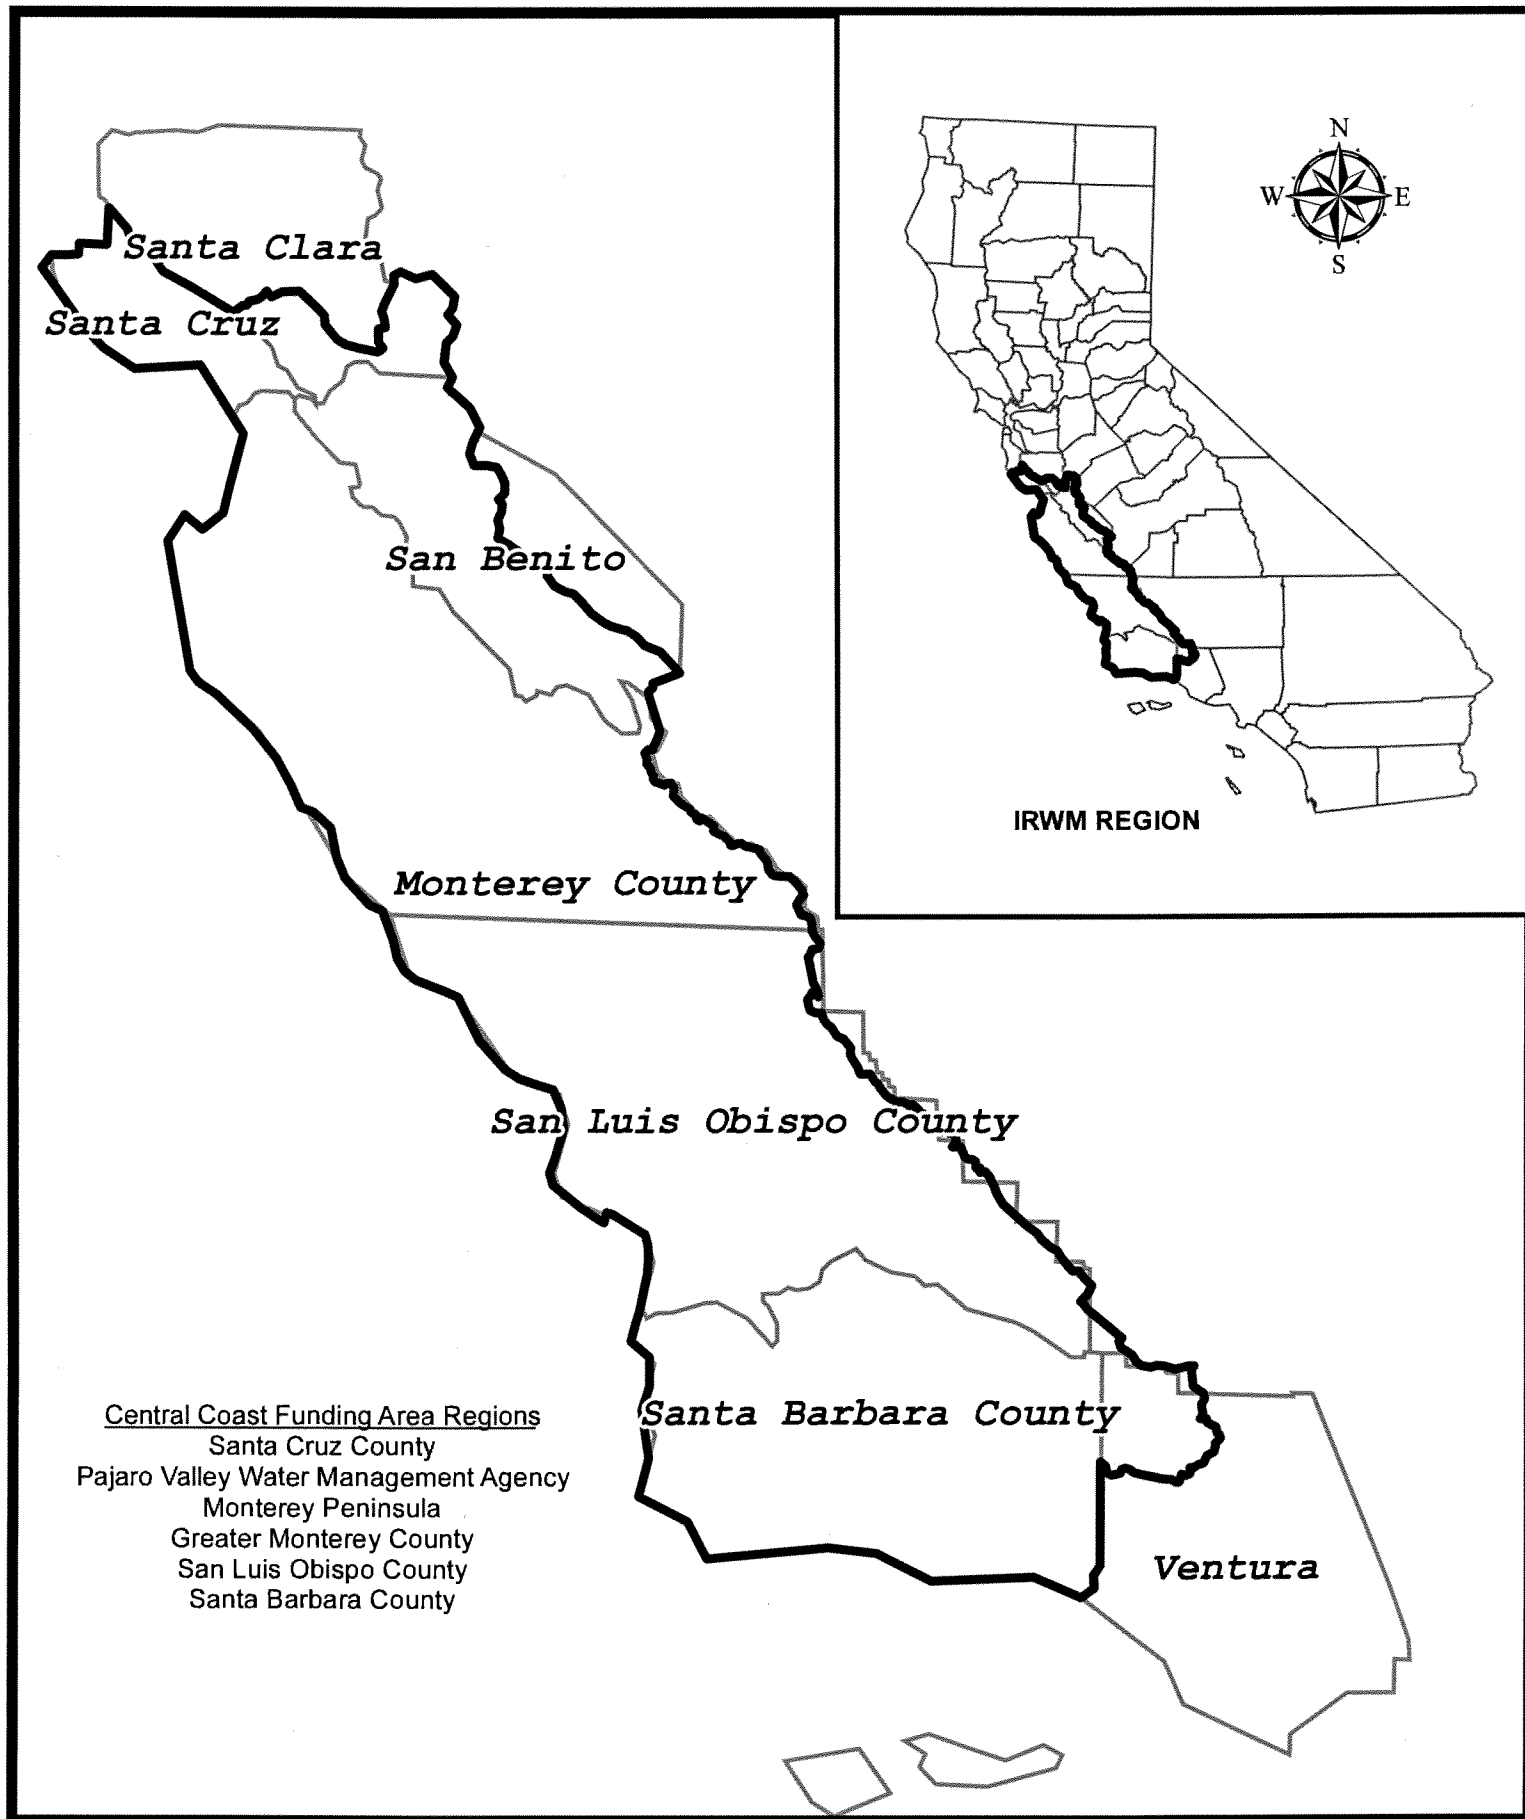 N
W E
S
IRWM REGION
Santa Clara
Santa Cruz
San Benito
Monterey County
San Luis Obispo County
Santa Barbara County
Ventura
Central Coast Funding Area Regions
Santa Cruz County
Pajaro Valley Water Management Agency
Monterey Peninsula
Greater Monterey County
San Luis Obispo County
Santa Barbara County